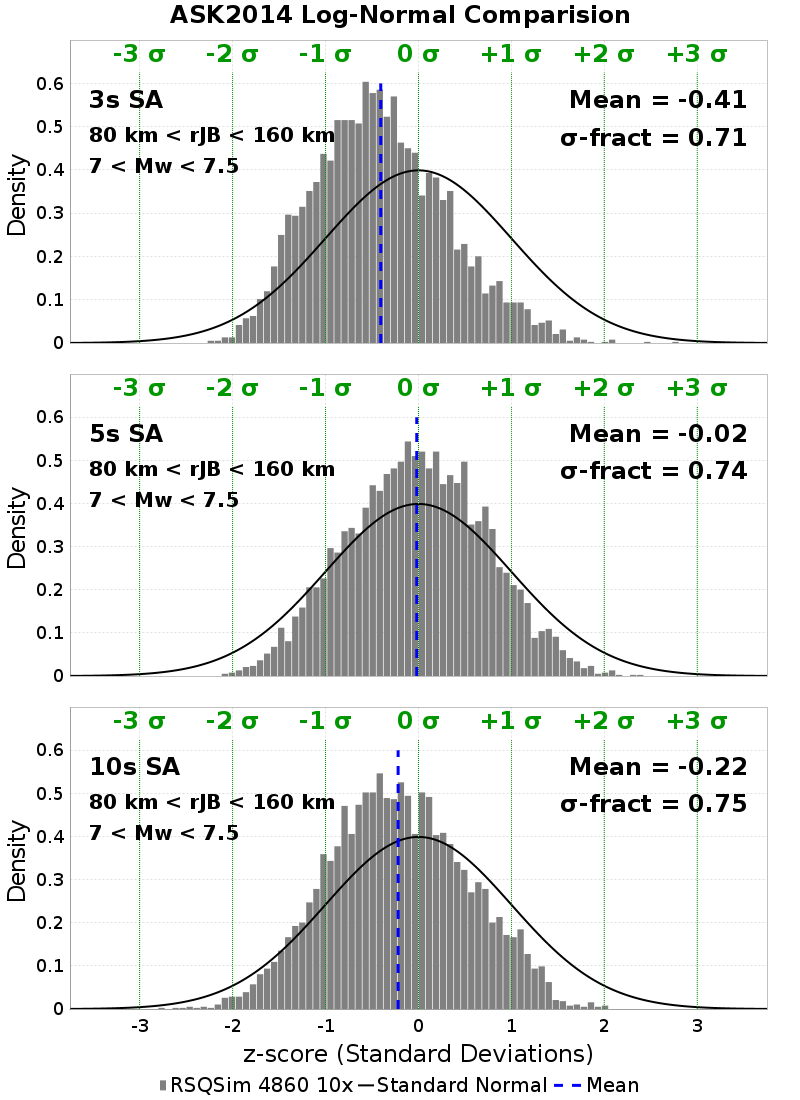 ASK2014 Log-Normal Comparision
-3 σ -2 σ -1 σ 0 σ +1 σ +2 σ +3 σ
3s SA
80 km < rJB < 160 km
7 < Mw < 7.5
Mean = -0.41
σ-fract = 0.71
Density
0.6
0.5
0.4
0.3
0.2
0.1
0
-3 σ -2 σ -1 σ 0 σ +1 σ +2 σ +3 σ
5s SA
80 km < rJB < 160 km
7 < Mw < 7.5
Mean = -0.02
σ-fract = 0.74
Density
0.6
0.5
0.4
0.3
0.2
0.1
0
-3 σ -2 σ -1 σ 0 σ +1 σ +2 σ +3 σ
10s SA
80 km < rJB < 160 km
7 < Mw < 7.5
Mean = -0.22
σ-fract = 0.75
Density
0.6
0.5
0.4
0.3
0.2
0.1
0
-3 -2 -1 0 1 2 3
z-score (Standard Deviations)
RSQSim 4860 10x Standard Normal Mean